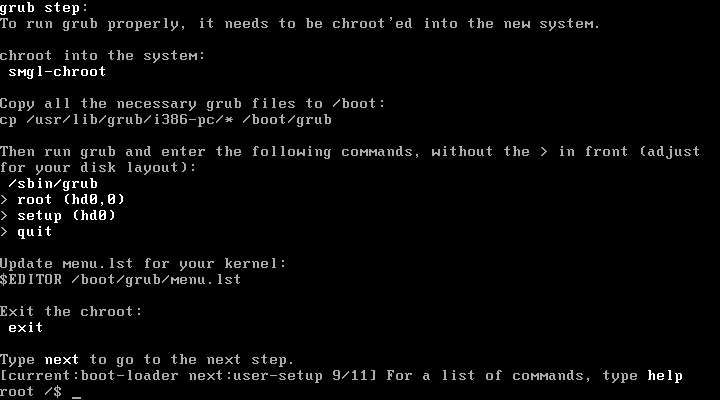 grub step:
To run grub properly, it needs to be chroot'ed into the new system.
chroot into the system:
smgl-chroot
Copy all the necessary grub files to /boot:
cp /usr/lib/grub/i386-pc/* /boot/grub
Then run grub and enter the following commands, without the > in front (adjust
for your disk layout):
/sbin/grub
> root (hd0,0)
> setup (hd0)
> quit
Update menu.lst for your kernel:
$EDITOR /boot/grub/menu.lst
Exit the chroot:
exit
Type next to go to the next step.
[current:boot-loader next:user-setup 9/11] For a list of commands, type help
root /$ _